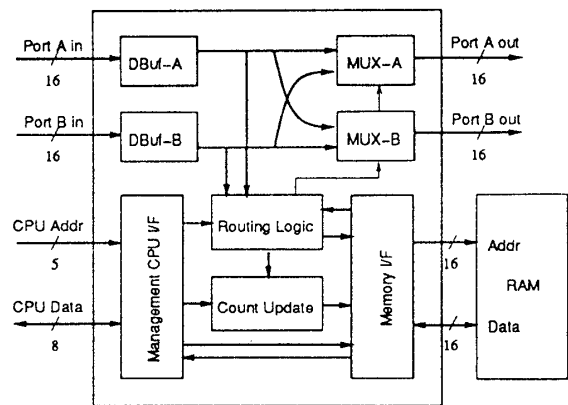 Port A in
16
DBuf-A
MUX-A
Port A out
16
Port B in
16
DBuf-B
MUX-B
Port B out
16
CPU Addr
5
CPU Data
8
Management CPU I/F
Routing Logic
Count Update
Memory I/F
16
16
Addr
RAM
Data